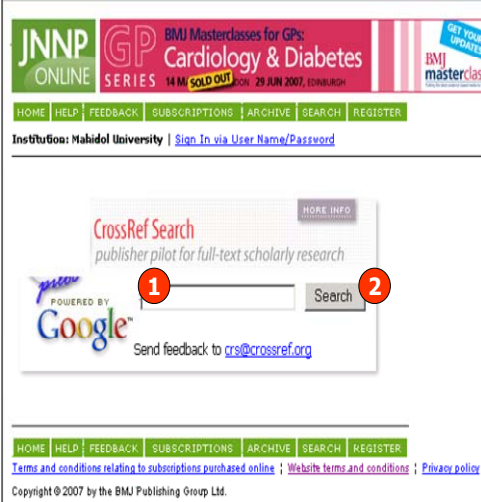 JNNP
ONLINE
GP
SERIES
BMJ Masterclasses for GPs:
Cardiology & Diabetes
SOLD OUT
29 JUN 2007, EDINBURGH
GET YOUR
UPDATES
BMJ
masterclas
HOME HELP FEEDBACK SUBSCRIPTIONS ARCHIVE SEARCH REGISTER
Institution: Mahidol University | Sign In via User Name/Password
MORE INFO
CrossRef Search
publisher pilot for full-text scholarly research
pilot
POWERED BY
Google™
1
Search
2
Send feedback to crs@crossref.org
HOME HELP FEEDBACK SUBSCRIPTIONS ARCHIVE SEARCH REGISTER
Terms and conditions relating to subscriptions purchased online ¦ Website terms and conditions ¦ Privacy policy
Copyright © 2007 by the BMJ Publishing Group Ltd.